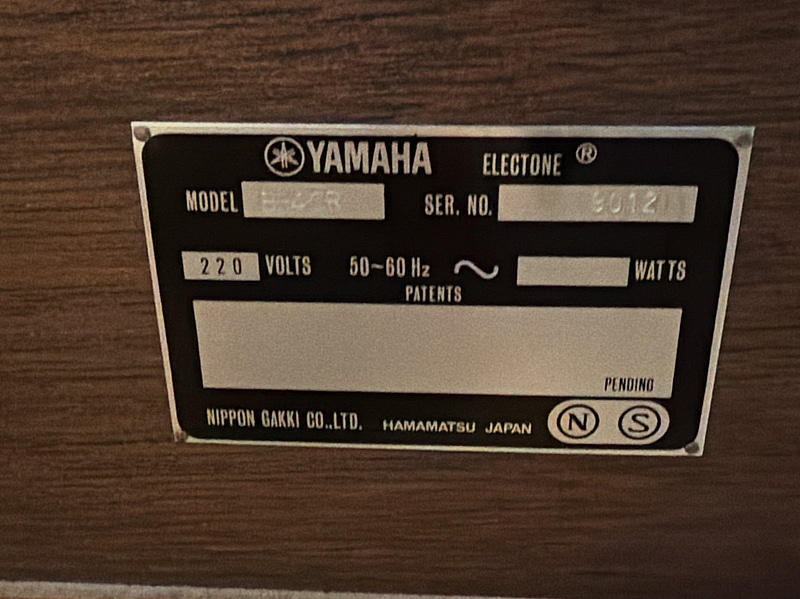 YAMAHA ELECTONE ®
MODEL SER. NO. 9012
220 VOLTS 50~60 Hz ~ WATTS
PATENTS
PENDING
NIPPON GAKKI CO.,LTD. HAMAMATSU JAPAN N S